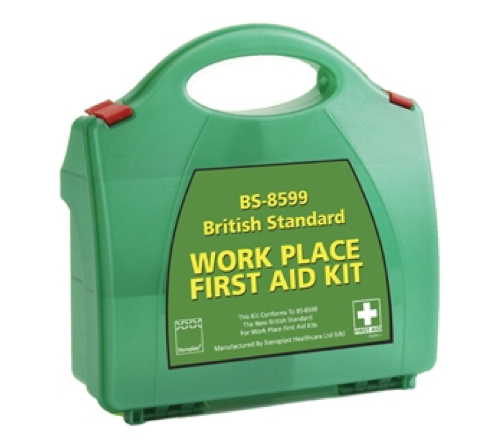 BS-8599
British Standard
WORK PLACE
FIRST AID KIT
This Kit Conforms To BS-8599
The New British Standard
For Work Place First Aid Kits
Manufactured By Steroplast Healthcare Ltd (UK)
Steroplast
FIRST AID